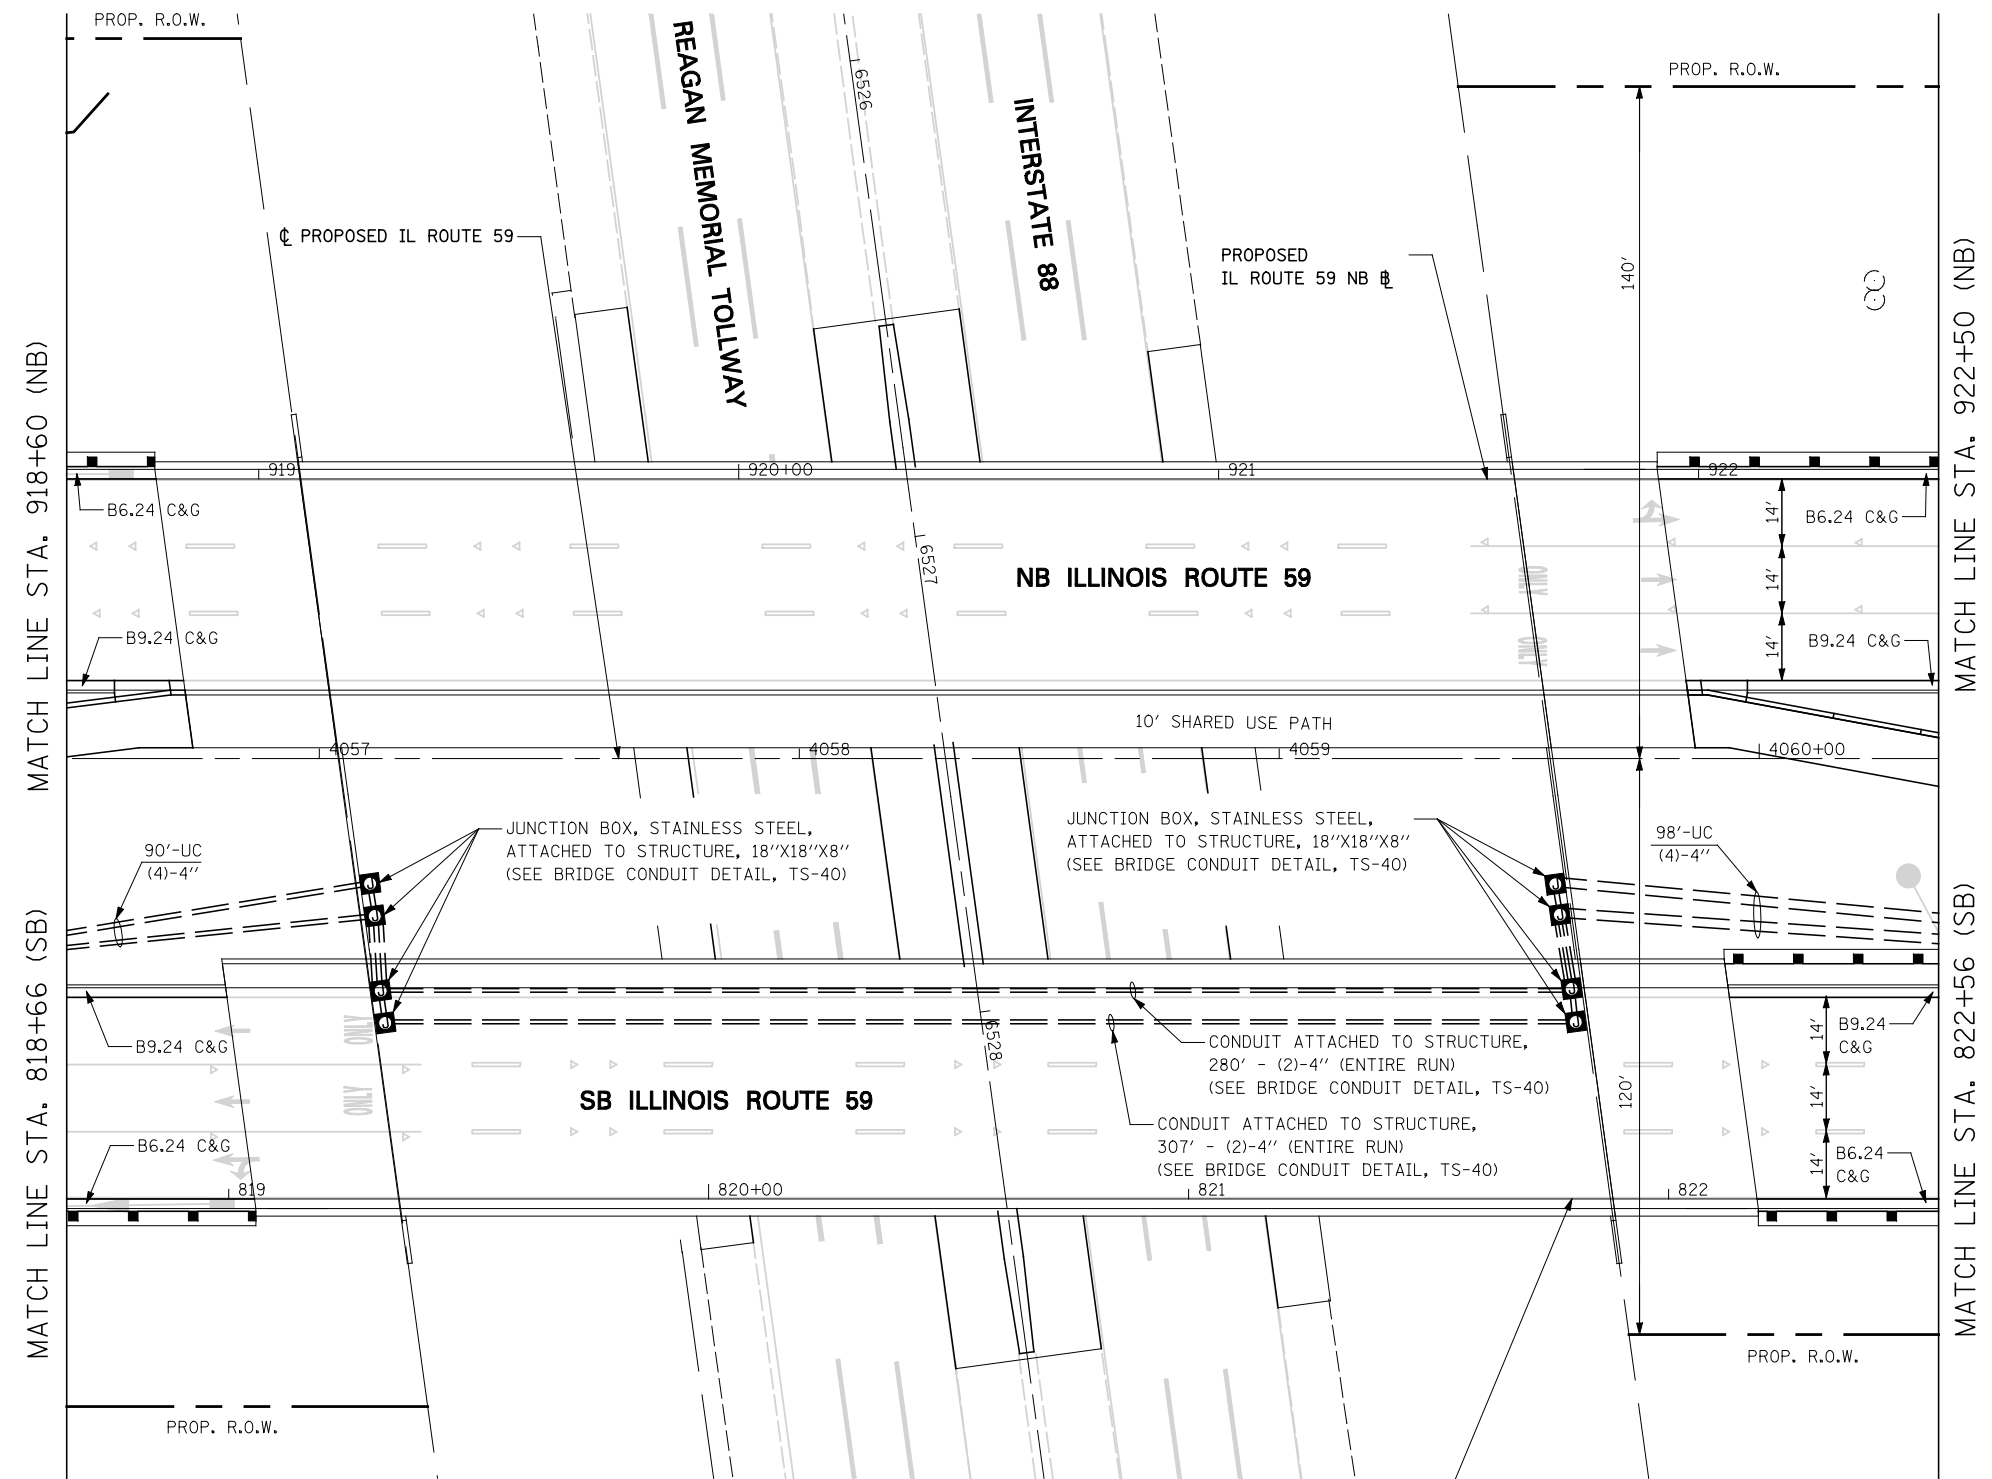 PROP. R.O.W.
REAGAN MEMORIAL TOLLWAY
6526
INTERSTATE 88
PROP. R.O.W.
℄ PROPOSED IL ROUTE 59
PROPOSED
IL ROUTE 59 NB ⅊
140'
MATCH LINE STA. 918+60 (NB)
MATCH LINE STA. 922+50 (NB)
919
920+00
921
922
B6.24 C&G
14'
B6.24 C&G
6527
NB ILLINOIS ROUTE 59
ONLY
14'
B9.24 C&G
ONLY
14'
B9.24 C&G
10' SHARED USE PATH
4057
4058
4059
4060+00
JUNCTION BOX, STAINLESS STEEL,
ATTACHED TO STRUCTURE, 18"X18"X8"
(SEE BRIDGE CONDUIT DETAIL, TS-40)
JUNCTION BOX, STAINLESS STEEL,
ATTACHED TO STRUCTURE, 18"X18"X8"
(SEE BRIDGE CONDUIT DETAIL, TS-40)
90'-UC
(4)-4"
98'-UC
(4)-4"
J
J
J
J
J
J
J
J
MATCH LINE STA. 818+66 (SB)
MATCH LINE STA. 822+56 (SB)
B9.24 C&G
ONLY
6528
CONDUIT ATTACHED TO STRUCTURE,
280' - (2)-4" (ENTIRE RUN)
(SEE BRIDGE CONDUIT DETAIL, TS-40)
14'
B9.24
C&G
ONLY
SB ILLINOIS ROUTE 59
120'
14'
CONDUIT ATTACHED TO STRUCTURE,
307' - (2)-4" (ENTIRE RUN)
(SEE BRIDGE CONDUIT DETAIL, TS-40)
B6.24 C&G
14'
B6.24
C&G
819
820+00
821
822
PROP. R.O.W.
PROP. R.O.W.